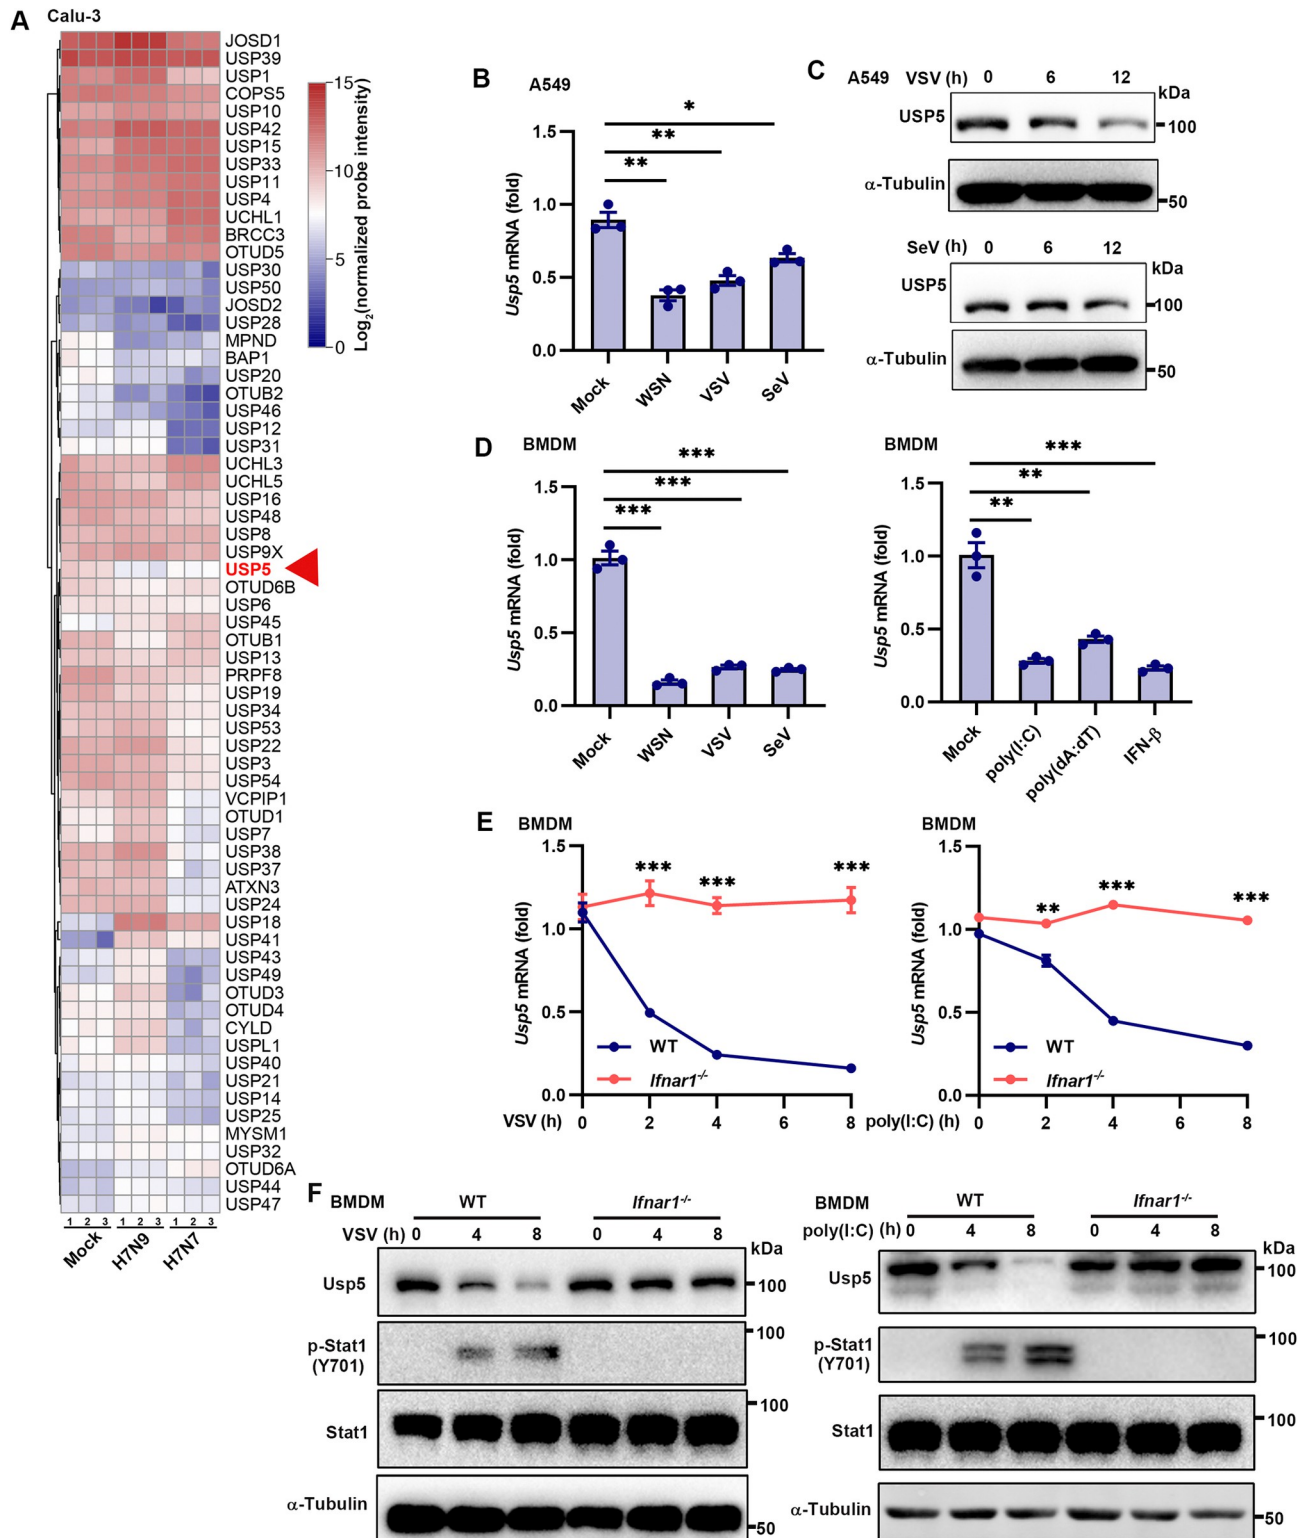 A
Calu-3
JOSD1
USP39
USP1
COPS5
USP10
USP42
USP15
USP33
USP11
USP4
UCHL1
BRCC3
OTUD5
USP30
USP50
JOSD2
USP28
MPND
BAP1
USP20
OTUB2
USP46
USP12
USP31
UCHL3
UCHL5
USP16
USP48
USP8
USP9X
USP5
OTUD6B
USP6
USP45
OTUB1
USP13
PRPF8
USP19
USP34
USP53
USP22
USP3
USP54
VCPIP1
OTUD1
USP7
USP38
USP37
ATXN3
USP24
USP18
USP41
USP43
USP49
OTUD3
OTUD4
CYLD
USPL1
USP40
USP21
USP14
USP25
MYSM1
USP32
OTUD6A
USP44
USP47
1 2 3 1 2 3 1 2 3
Mock H7N9 H7N7
15
10
5
0
Log2(normalized probe intensity)
B
A549
*
**
**
1.5
1.0
0.5
0.0
Usp5 mRNA (fold)
Mock WSN VSV SeV
C
A549 VSV (h) 0 6 12
kDa
USP5
100
α-Tubulin
50
SeV (h) 0 6 12
kDa
USP5
100
α-Tubulin
50
D
BMDM
***
***
***
1.5
1.0
0.5
0.0
Usp5 mRNA (fold)
Mock WSN VSV SeV
BMDM
***
**
**
1.5
1.0
0.5
0.0
Usp5 mRNA (fold)
Mock poly(I:C) poly(dA:dT) IFN-β
E
BMDM
1.5
1.0
0.5
0.0
Usp5 mRNA (fold)
*** *** ***
WT
Ifnar1-/-
VSV (h) 0 2 4 6 8
BMDM
1.5
1.0
0.5
0.0
Usp5 mRNA (fold)
** *** ***
WT
Ifnar1-/-
poly(I:C) (h) 0 2 4 6 8
F
BMDM WT Ifnar1-/-
VSV (h) 0 4 8 0 4 8
kDa
Usp5
100
p-Stat1
(Y701)
100
Stat1
100
α-Tubulin
50
BMDM WT Ifnar1-/-
poly(I:C) (h) 0 4 8 0 4 8
kDa
Usp5
100
p-Stat1
(Y701)
100
Stat1
100
α-Tubulin
50